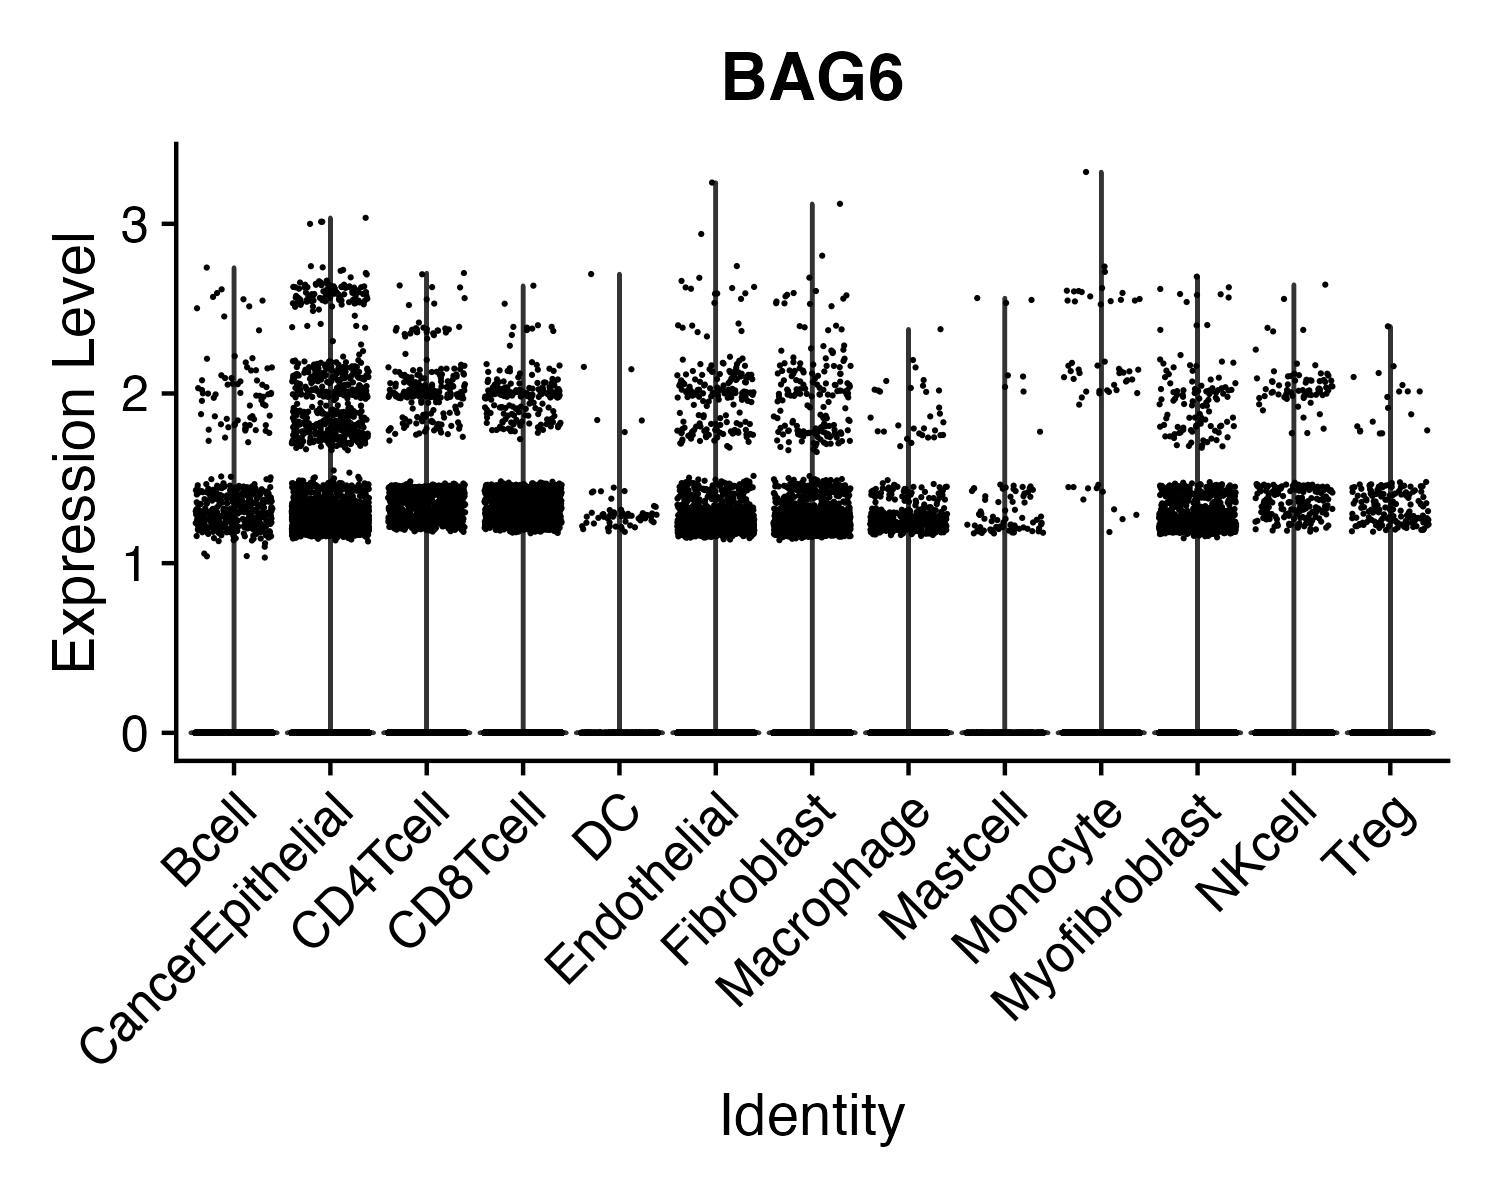 BAG6
Expression Level
3
2
1
0
Bcell
CancerEpithelial
CD4Tcell
CD8Tcell
DC
Endothelial
Fibroblast
Macrophage
Mastcell
Monocyte
Myofibroblast
NKcell
Treg
Identity